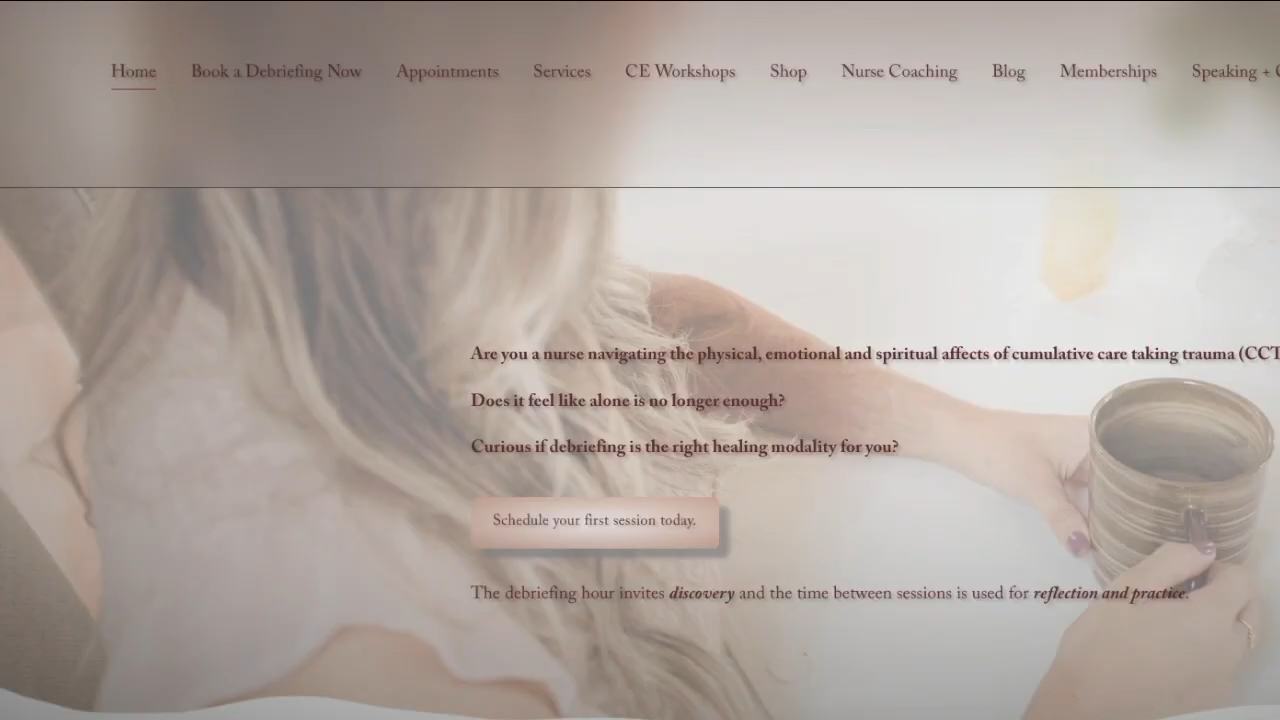 Home Book a Debriefing Now Appointments Services CE Workshops Shop Nurse Coaching Blog Memberships Speaking +
Are you a nurse navigating the physical, emotional and spiritual affects of cumulative care taking trauma (CCT
Does it feel like alone is no longer enough?
Curious if debriefing is the right healing modality for you?
Schedule your first session today.
The debriefing hour invites discovery and the time between sessions is used for reflection and practice.